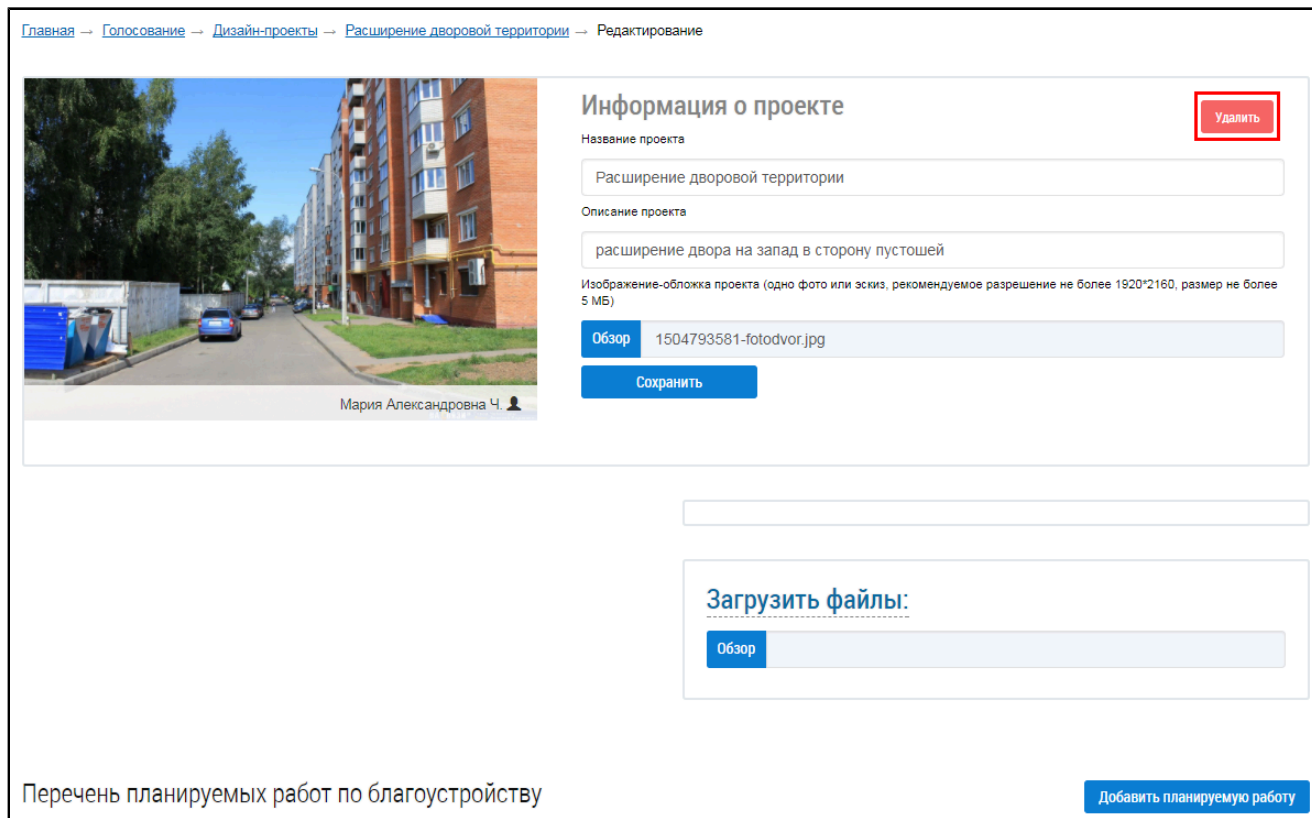 Главная → Голосование → Дизайн-проекты → Расширение дворовой территории → Редактирование
Информация о проекте
Удалить
Название проекта
Расширение дворовой территории
Описание проекта
расширение двора на запад в сторону пустошей
Изображение-обложка проекта (одно фото или эскиз, рекомендуемое разрешение не более 1920*2160, размер не более
5 МБ)
Обзор 1504793581-fotodvor.jpg
Сохранить
Мария Александровна Ч.
Загрузить файлы:
Обзор
Перечень планируемых работ по благоустройству
Добавить планируемую работу